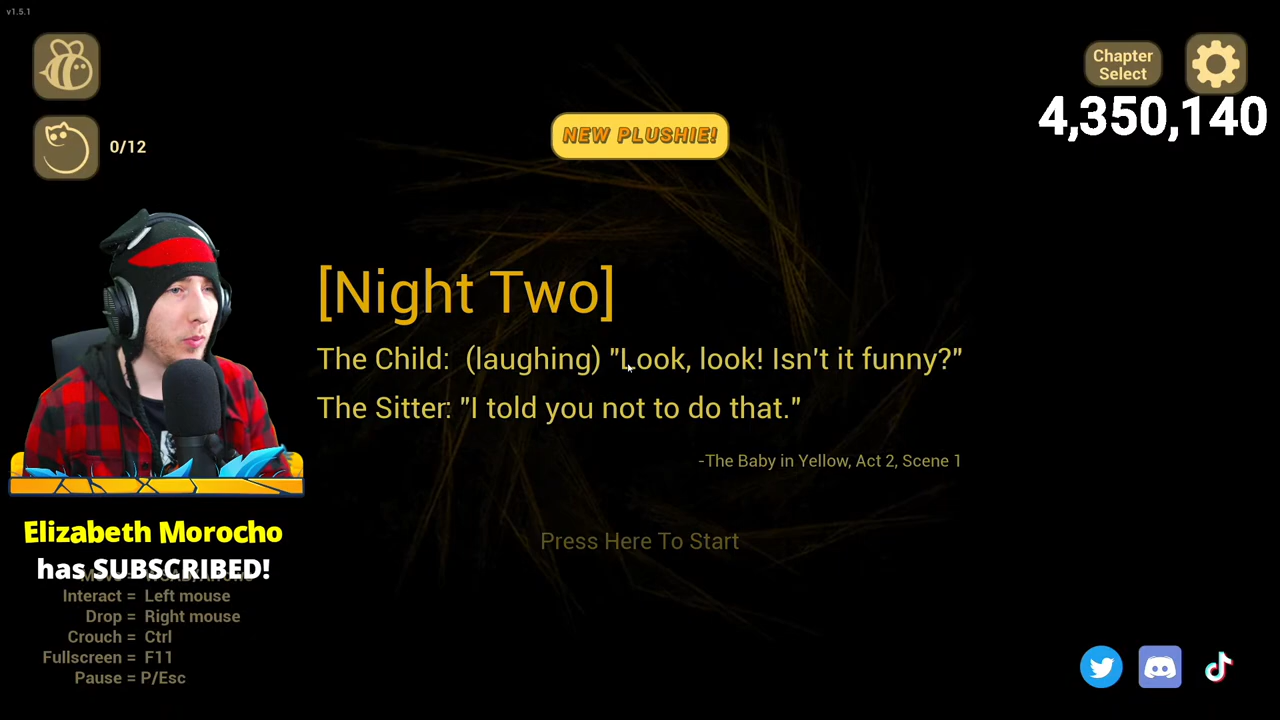 v1.5.1
Chapter
Select
4,350,140
0/12
NEW PLUSHIE!
[Night Two]
The Child: (laughing) "Look, look! Isn't it funny?"
The Sitter: "I told you not to do that."
-The Baby in Yellow, Act 2, Scene 1
Press Here To Start
Elizabeth Morocho
has SUBSCRIBED!
Interact = Left mouse
Drop = Right mouse
Crouch = Ctrl
Fullscreen = F11
Pause = P/Esc